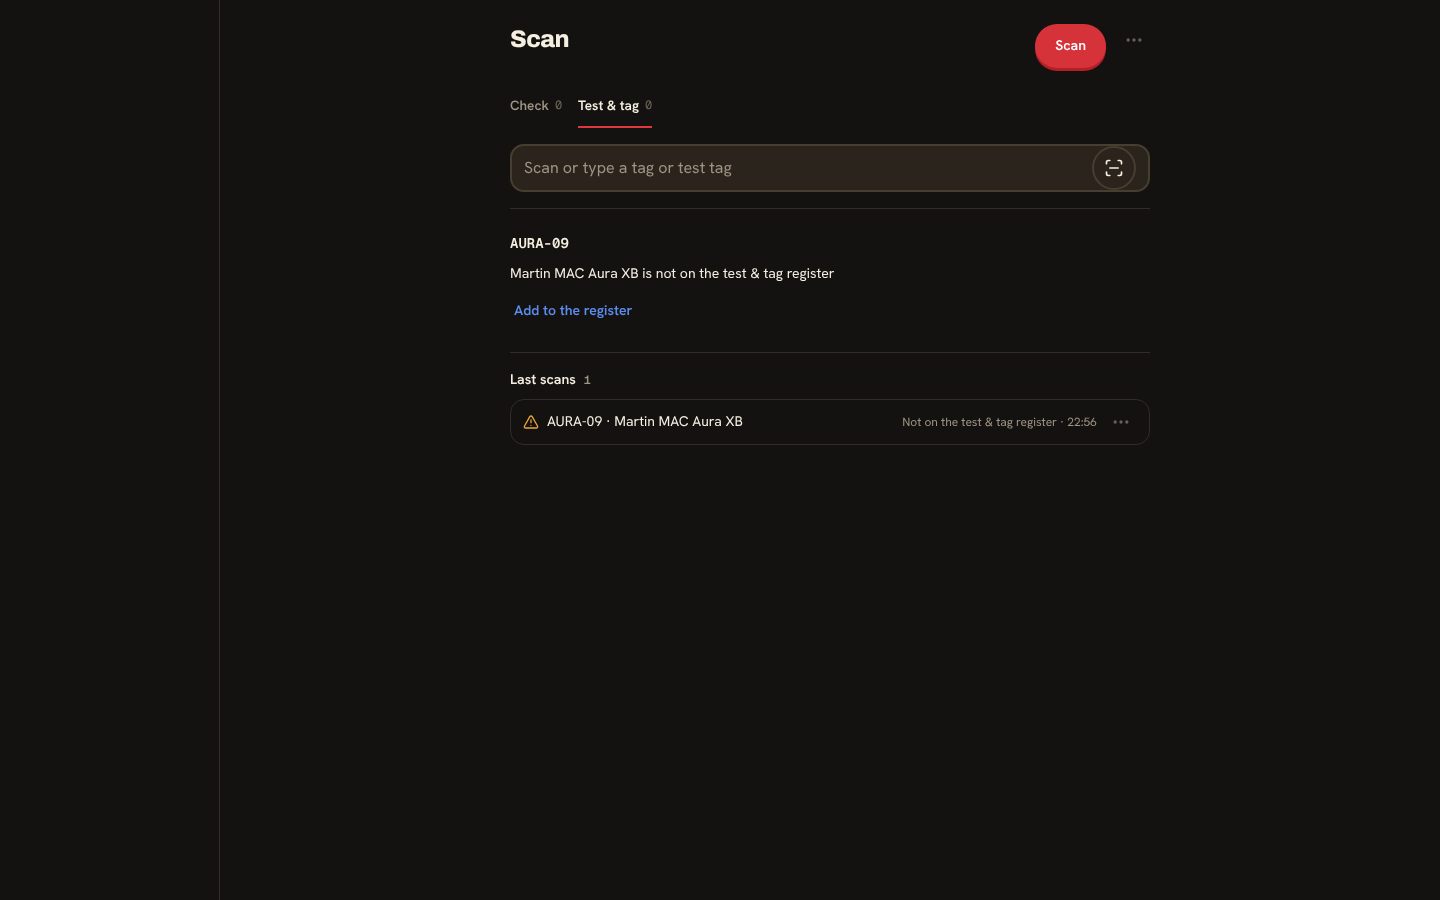 Scan
Scan
Check 0 Test & tag 0
Scan or type a tag or test tag
AURA-09
Martin MAC Aura XB is not on the test & tag register
Add to the register
Last scans 1
AURA-09 · Martin MAC Aura XB Not on the test & tag register · 22:56